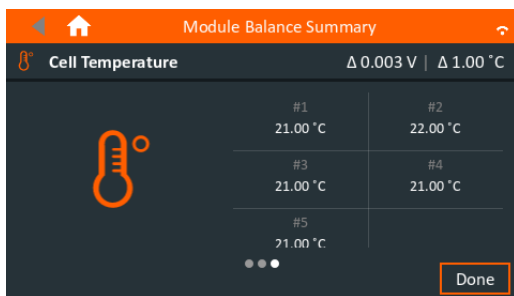 Module Balance Summary
Cell Temperature Δ 0.003 V | Δ 1.00 ˚C
#1 #2
21.00 ˚C 22.00 ˚C
#3 #4
21.00 ˚C 21.00 ˚C
#5
21.00 ˚C
Done